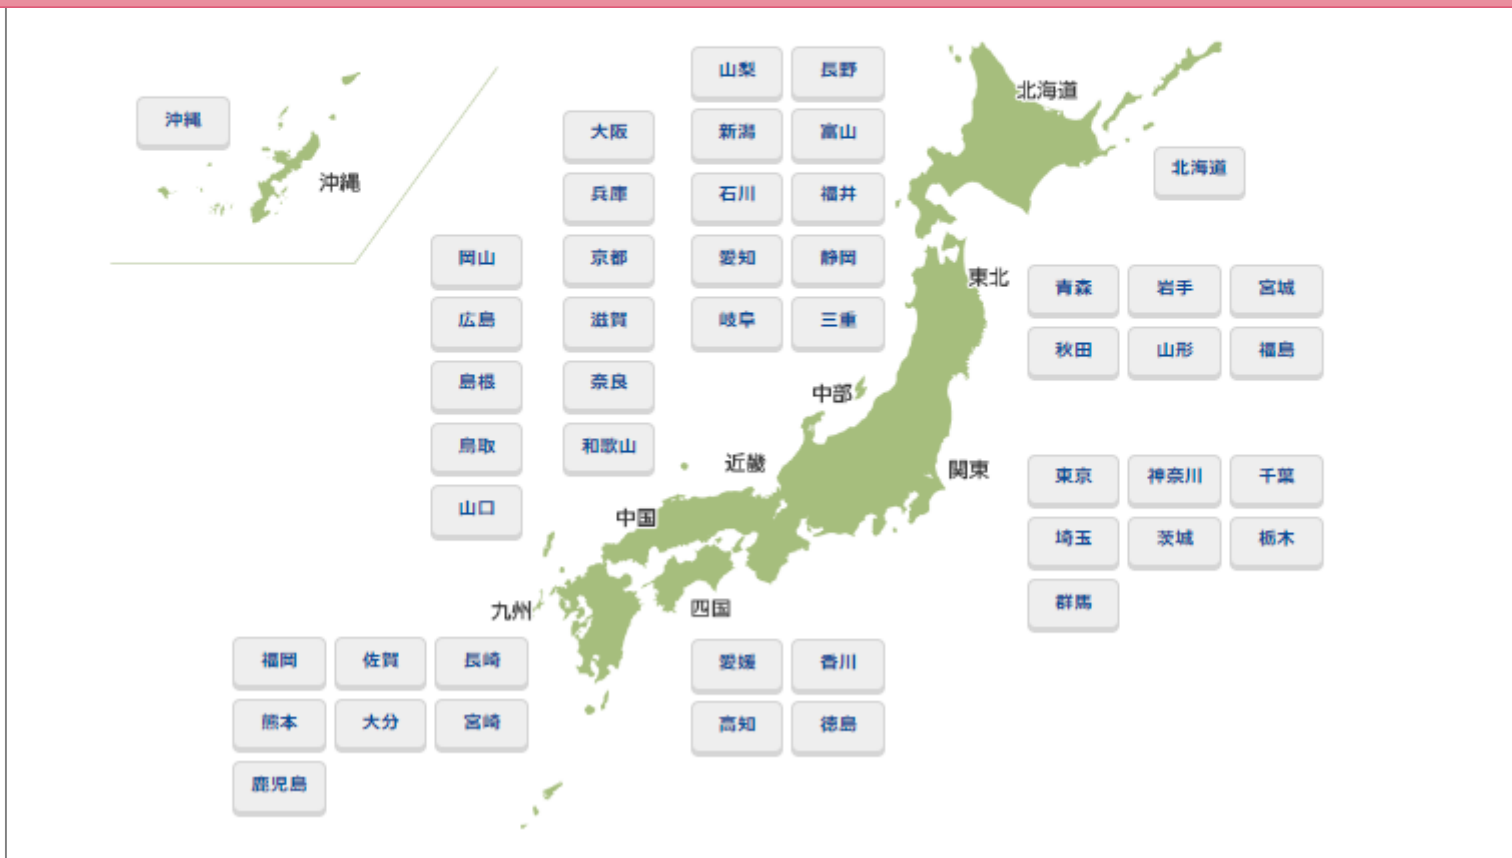 山梨 長野
北海道
沖縄
大阪
新潟 富山
北海道
沖縄
兵庫
石川 福井
岡山
京都
愛知 静岡
東北
青森 岩手 宮城
広島
滋賀
岐阜 三重
秋田 山形 福島
島根
奈良
中部
鳥取
和歌山
近畿
関東
東京 神奈川 千葉
山口
中国
埼玉 茨城 栃木
九州
四国
群馬
福岡 佐賀 長崎
愛媛 香川
熊本 大分 宮崎
高知 徳島
鹿児島